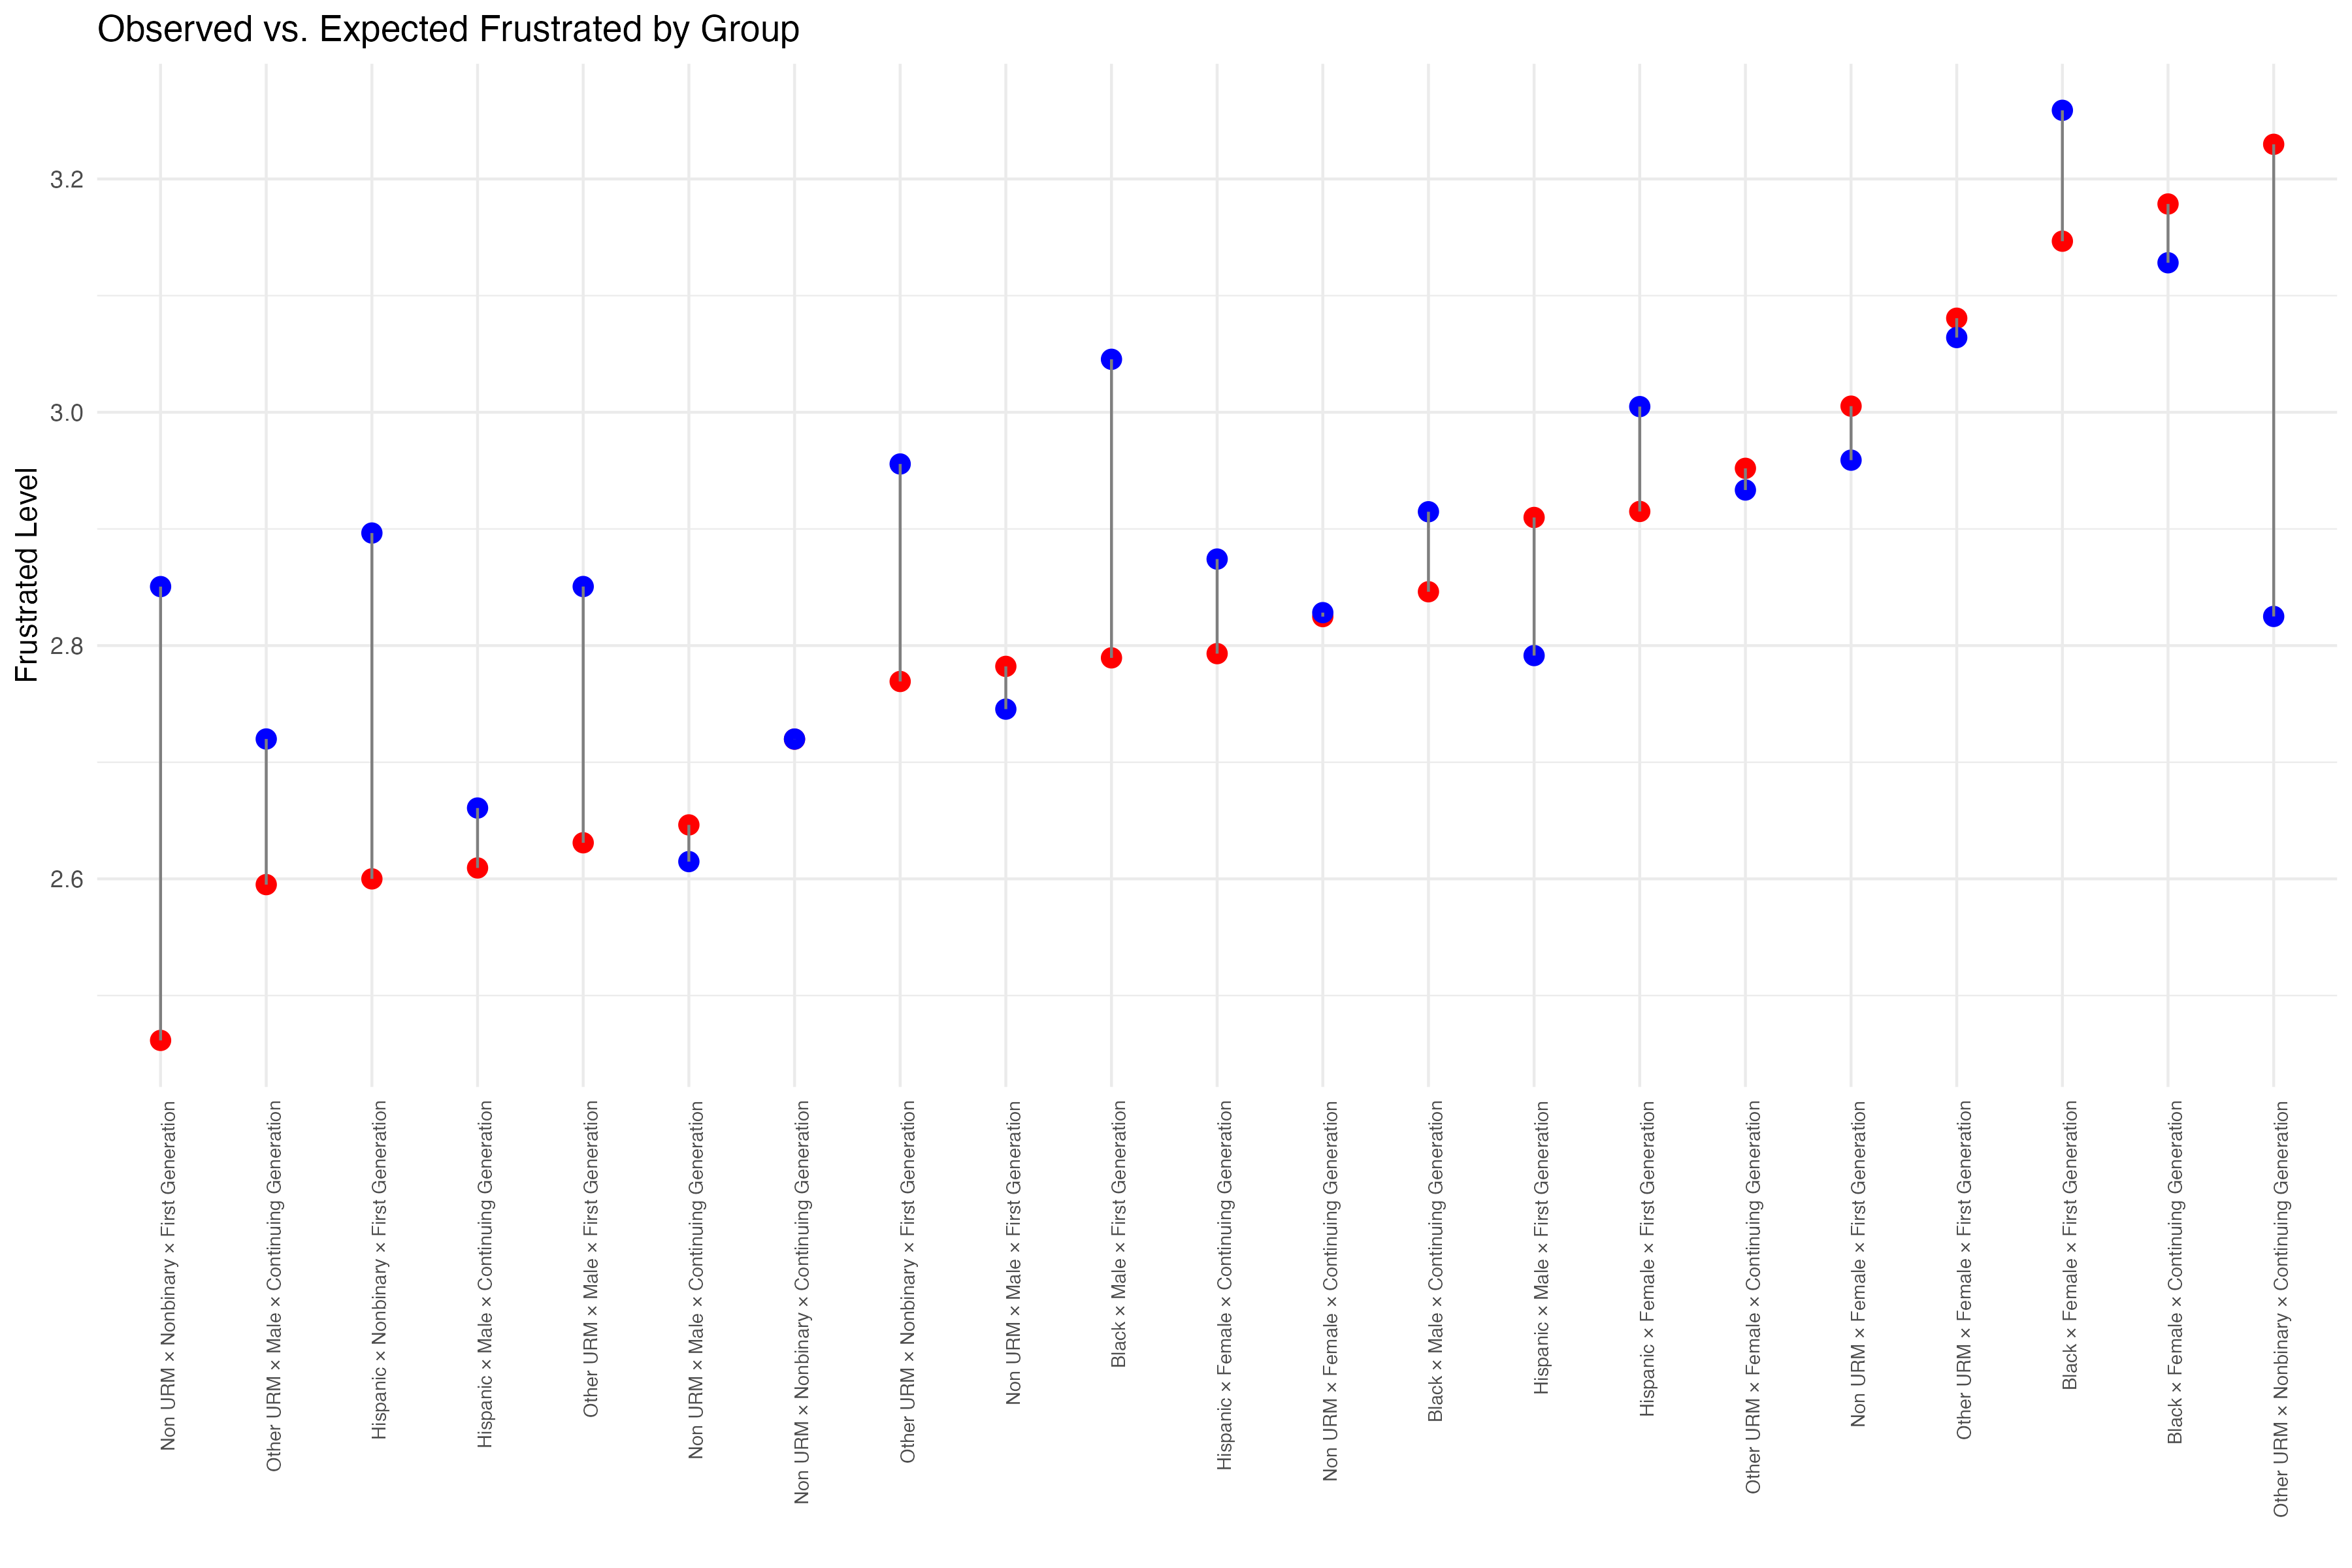 Observed vs. Expected Frustrated by Group
Frustrated Level
3.2
3.0
2.8
2.6
Non URM × Nonbinary × First Generation
Other URM × Male × Continuing Generation
Hispanic × Nonbinary × First Generation
Hispanic × Male × Continuing Generation
Other URM × Male × First Generation
Non URM × Male × Continuing Generation
Non URM × Nonbinary × Continuing Generation
Other URM × Nonbinary × First Generation
Non URM × Male × First Generation
Black × Male × First Generation
Hispanic × Female × Continuing Generation
Non URM × Female × Continuing Generation
Black × Male × Continuing Generation
Hispanic × Male × First Generation
Hispanic × Female × First Generation
Other URM × Female × Continuing Generation
Non URM × Female × First Generation
Other URM × Female × First Generation
Black × Female × First Generation
Black × Female × Continuing Generation
Other URM × Nonbinary × Continuing Generation